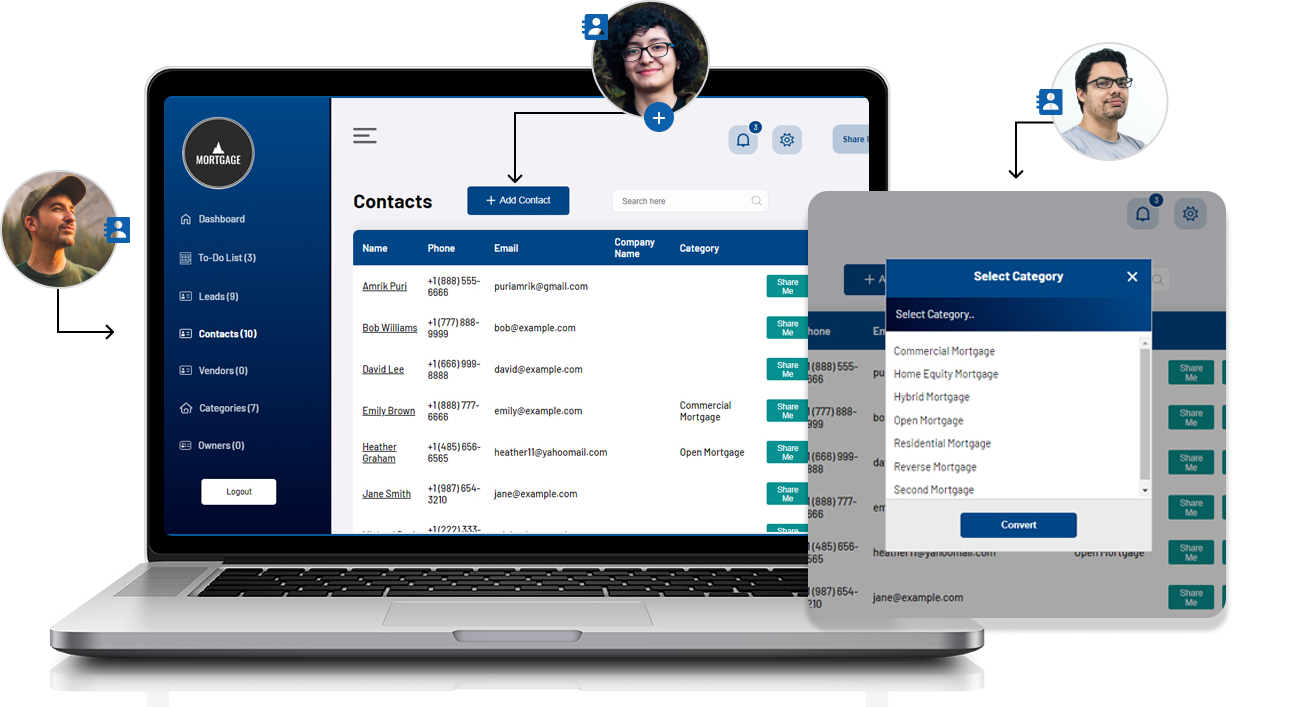 MORTGAGE
Dashboard
To-Do List (3)
Leads (9)
Contacts (10)
Vendors (0)
Categories (7)
Owners (0)
Logout
3
Share
Contacts
+ Add Contact
Search here
Name Phone Email Company Name Category
Amrik Puri +1 (888) 555-6666 puriamrik@gmail.com Share Me
Bob Williams +1 (777) 888-9999 bob@example.com Share Me
David Lee +1 (666) 999-8888 david@example.com Share Me
Emily Brown +1 (888) 777-6666 emily@example.com Commercial Mortgage Share Me
Heather Graham +1 (485) 656-6565 heather11@yahoomail.com Open Mortgage Share Me
Jane Smith +1 (987) 654-3210 jane@example.com Share Me
+1 (222) 333- Share
3
+ A
Select Category
Select Category..
Commercial Mortgage
Home Equity Mortgage
Hybrid Mortgage
Open Mortgage
Residential Mortgage
Reverse Mortgage
Second Mortgage
Convert
hone Em
1 (888) 555-666 pu Share Me
1 (777) 888-999 bo Share Me
1 (666) 999-888 da Share Me
1 (888) 777-666 em Share Me
1 (485) 656-565 heather11@yahoomail.com Open Mortgage Share Me
1 (987) 654-210 jane@example.com Share Me